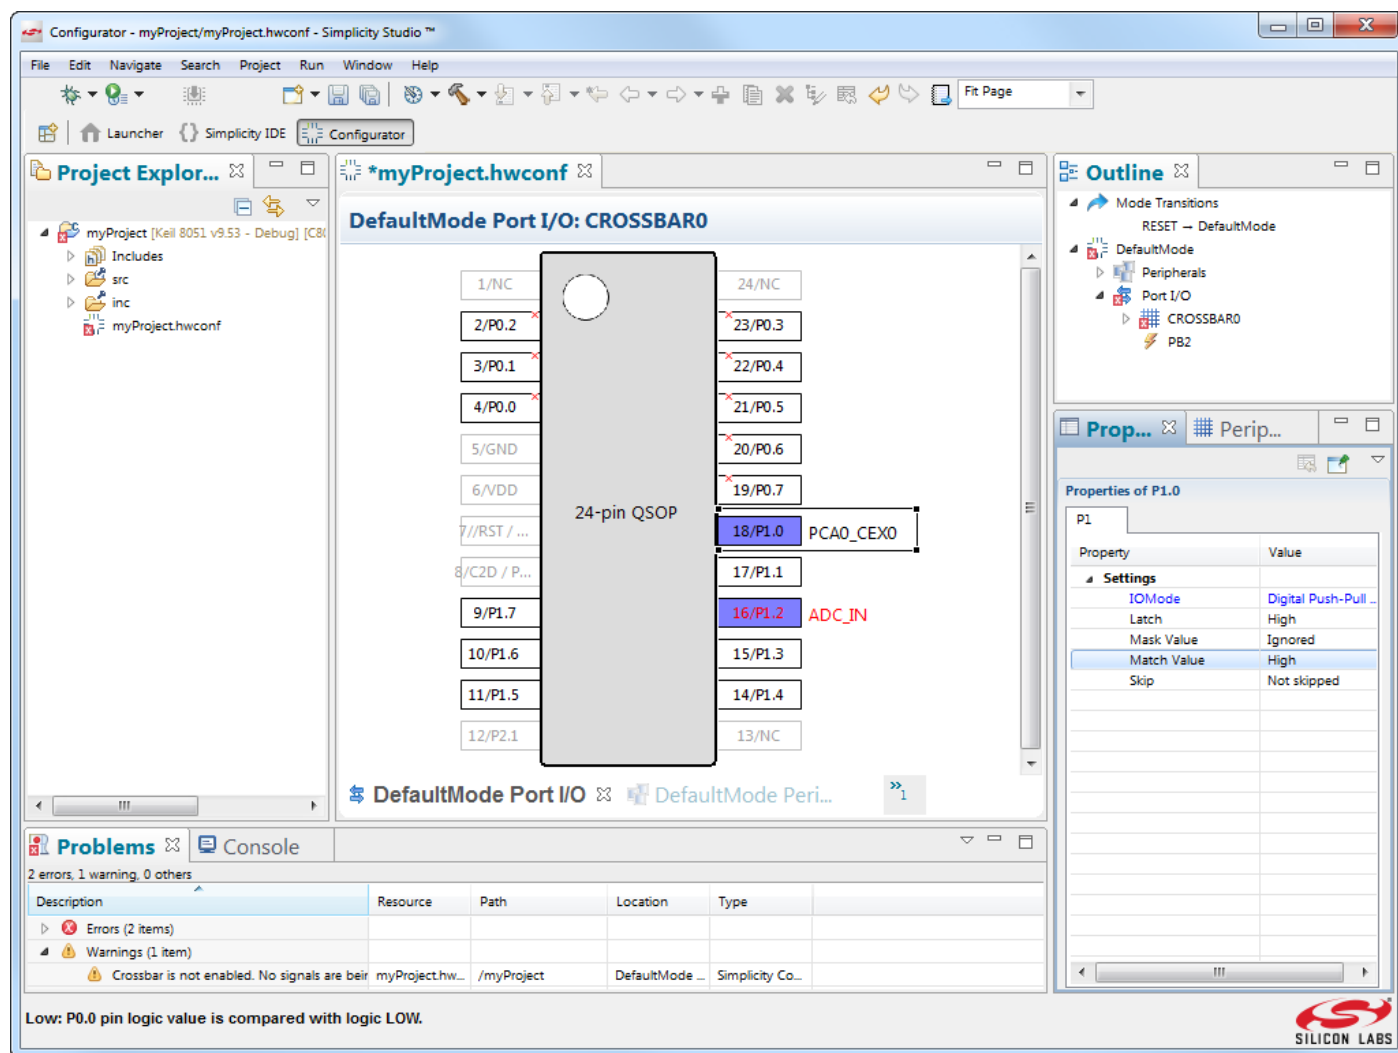 Configurator - myProject/myProject.hwconf - Simplicity Studio ™
File Edit Navigate Search Project Run Window Help
Fit Page
Launcher {} Simplicity IDE Configurator
Project Explor...
myProject [Keil 8051 v9.53 - Debug] [C8
Includes
src
inc
myProject.hwconf
*myProject.hwconf
DefaultMode Port I/O: CROSSBAR0
1/NC
2/P0.2
3/P0.1
4/P0.0
5/GND
6/VDD
7//RST / ...
8/C2D / P...
9/P1.7
10/P1.6
11/P1.5
12/P2.1
24-pin QSOP
24/NC
23/P0.3
22/P0.4
21/P0.5
20/P0.6
19/P0.7
18/P1.0 PCA0_CEX0
17/P1.1
16/P1.2 ADC_IN
15/P1.3
14/P1.4
13/NC
DefaultMode Port I/O DefaultMode Peri... »1
Outline
Mode Transitions
RESET → DefaultMode
DefaultMode
Peripherals
Port I/O
CROSSBAR0
PB2
Prop... Perip...
Properties of P1.0
P1
Property Value
Settings
IOMode Digital Push-Pull ...
Latch High
Mask Value Ignored
Match Value High
Skip Not skipped
Problems Console
2 errors, 1 warning, 0 others
Description Resource Path Location Type
Errors (2 items)
Warnings (1 item)
Crossbar is not enabled. No signals are beir myProject.hw... /myProject DefaultMode ... Simplicity Co...
Low: P0.0 pin logic value is compared with logic LOW.
SILICON LABS